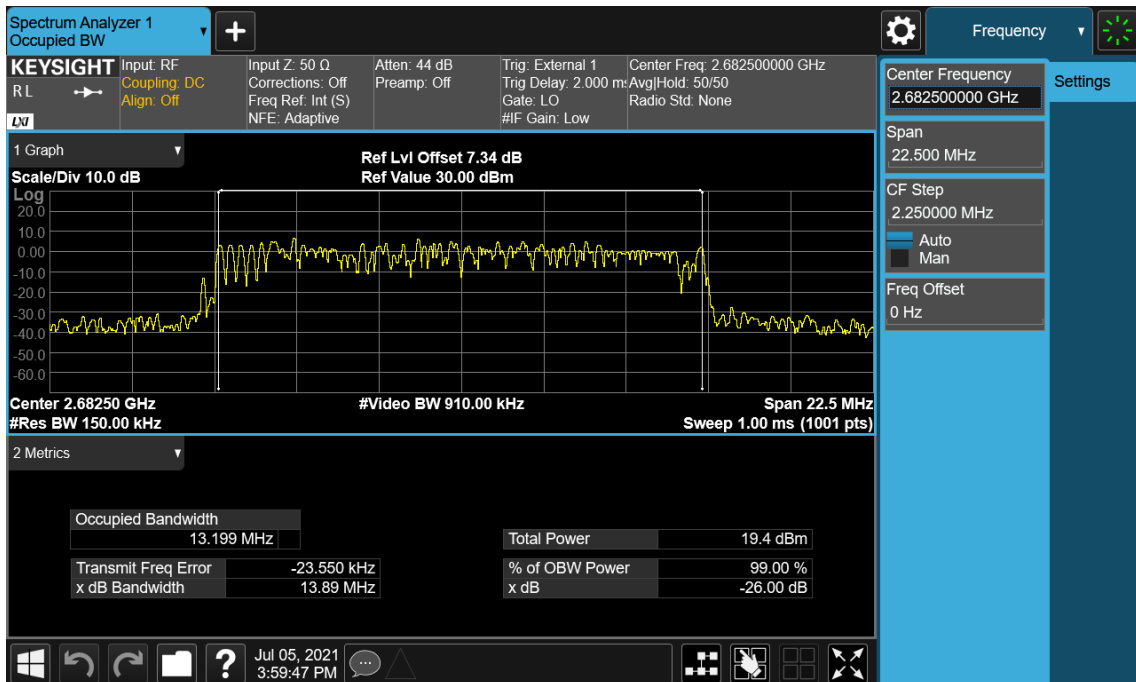 Spectrum Analyzer 1
Occupied BW
Frequency
KEYSIGHT
R L
LXI
Input: RF
Coupling: DC
Align: Off
Input Z: 50 Ω
Corrections: Off
Freq Ref: Int (S)
NFE: Adaptive
Atten: 44 dB
Preamp: Off
Trig: External 1
Trig Delay: 2.000 ms
Gate: LO
#IF Gain: Low
Center Freq: 2.682500000 GHz
Avg|Hold: 50/50
Radio Std: None
Center Frequency
2.682500000 GHz
Settings
Span
22.500 MHz
CF Step
2.250000 MHz
Auto
Man
Freq Offset
0 Hz
1 Graph
Scale/Div 10.0 dB
Ref Lvl Offset 7.34 dB
Ref Value 30.00 dBm
Log
20.0
10.0
0.00
-10.0
-20.0
-30.0
-40.0
-50.0
-60.0
Center 2.68250 GHz
#Video BW 910.00 kHz
Span 22.5 MHz
#Res BW 150.00 kHz
Sweep 1.00 ms (1001 pts)
2 Metrics
Occupied Bandwidth
13.199 MHz
Total Power 19.4 dBm
Transmit Freq Error -23.550 kHz
% of OBW Power 99.00 %
x dB Bandwidth 13.89 MHz
x dB -26.00 dB
?
Jul 05, 2021
3:59:47 PM